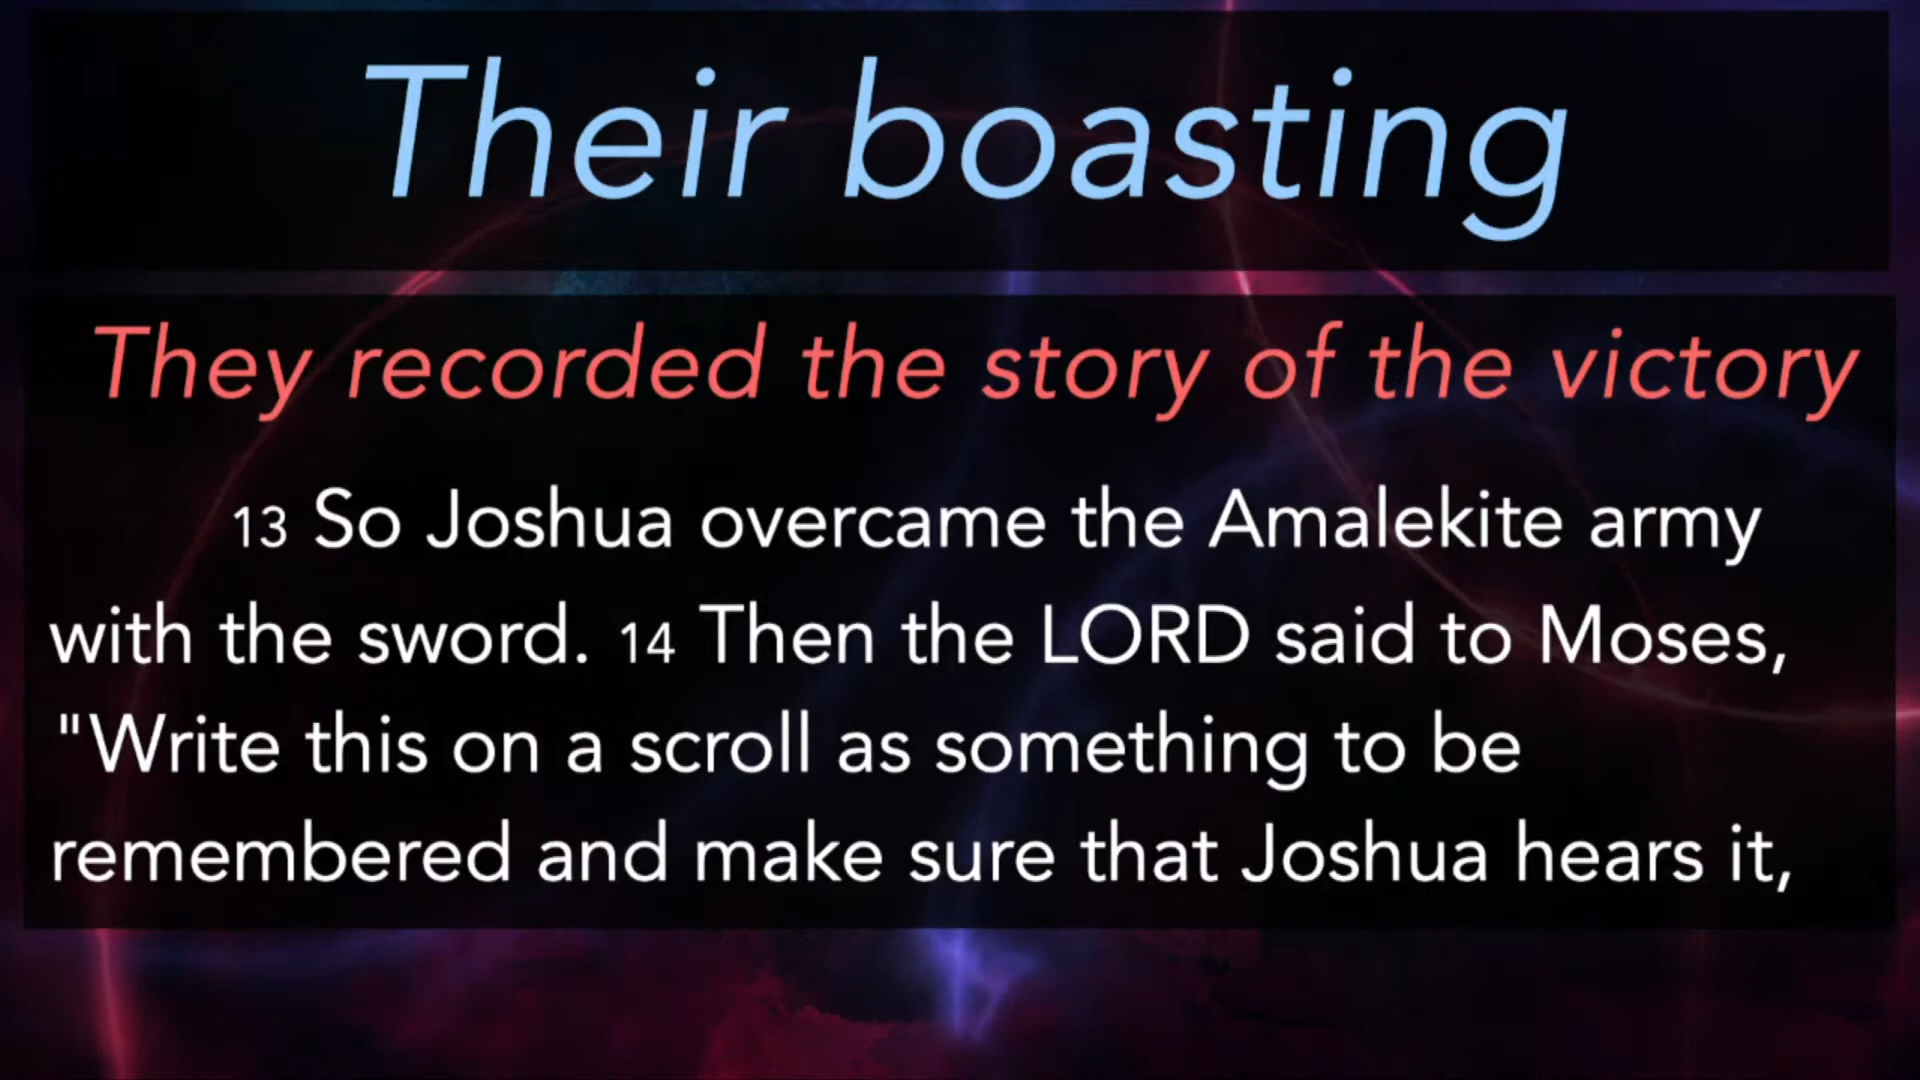 Their boasting
They recorded the story of the victory
13 So Joshua overcame the Amalekite army
with the sword. 14 Then the LORD said to Moses,
"Write this on a scroll as something to be
remembered and make sure that Joshua hears it,